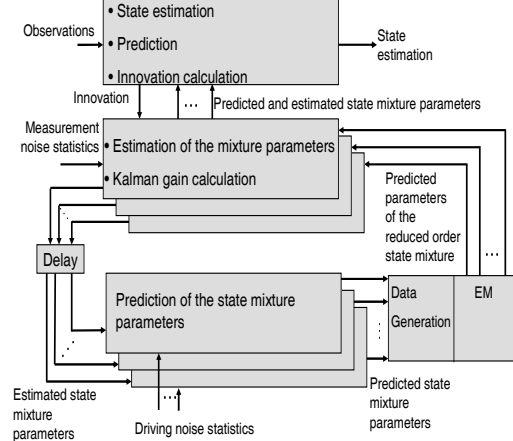 • State estimation
Observations
State
estimation
• Prediction
• Innovation calculation
Innovation
...
Predicted and estimated state mixture parameters
Measurement
noise statistics
• Estimation of the mixture parameters
• Kalman gain calculation
Predicted
parameters
of the
reduced order
state mixture
...
Delay
Prediction of the state mixture
parameters
Data
Generation
EM
Estimated state
mixture
parameters
...
Driving noise statistics
Predicted state
mixture
parameters